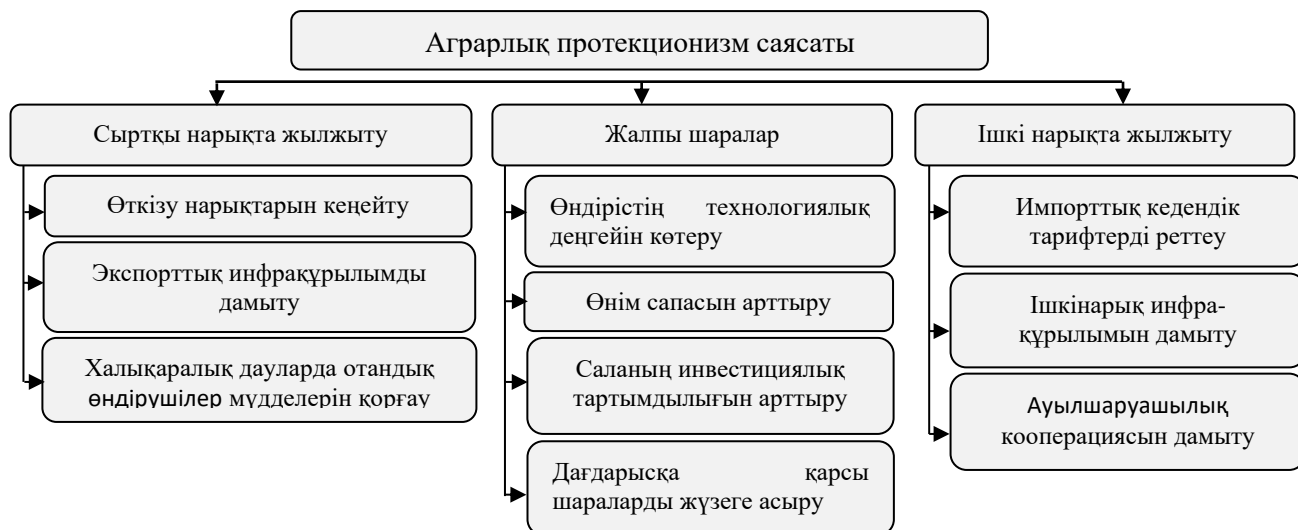 Аграрлық протекционизм саясаты
Сыртқы нарықта жылжыту
Өткізу нарықтарын кеңейту
Экспорттық инфрақұрылымды
дамыту
Халықаралық дауларда отандық
өндірушілер мүдделерін қорғау
Жалпы шаралар
Өндірістің технологиялық
деңгейін көтеру
Өнім сапасын арттыру
Саланың инвестициялық
тартымдылығын арттыру
Дағдарысқа қарсы
шараларды жүзеге асыру
Ішкі нарықта жылжыту
Импорттық кедендік
тарифтерді реттеу
Ішкінарық инфра-
құрылымын дамыту
Ауылшаруашылық
кооперациясын дамыту